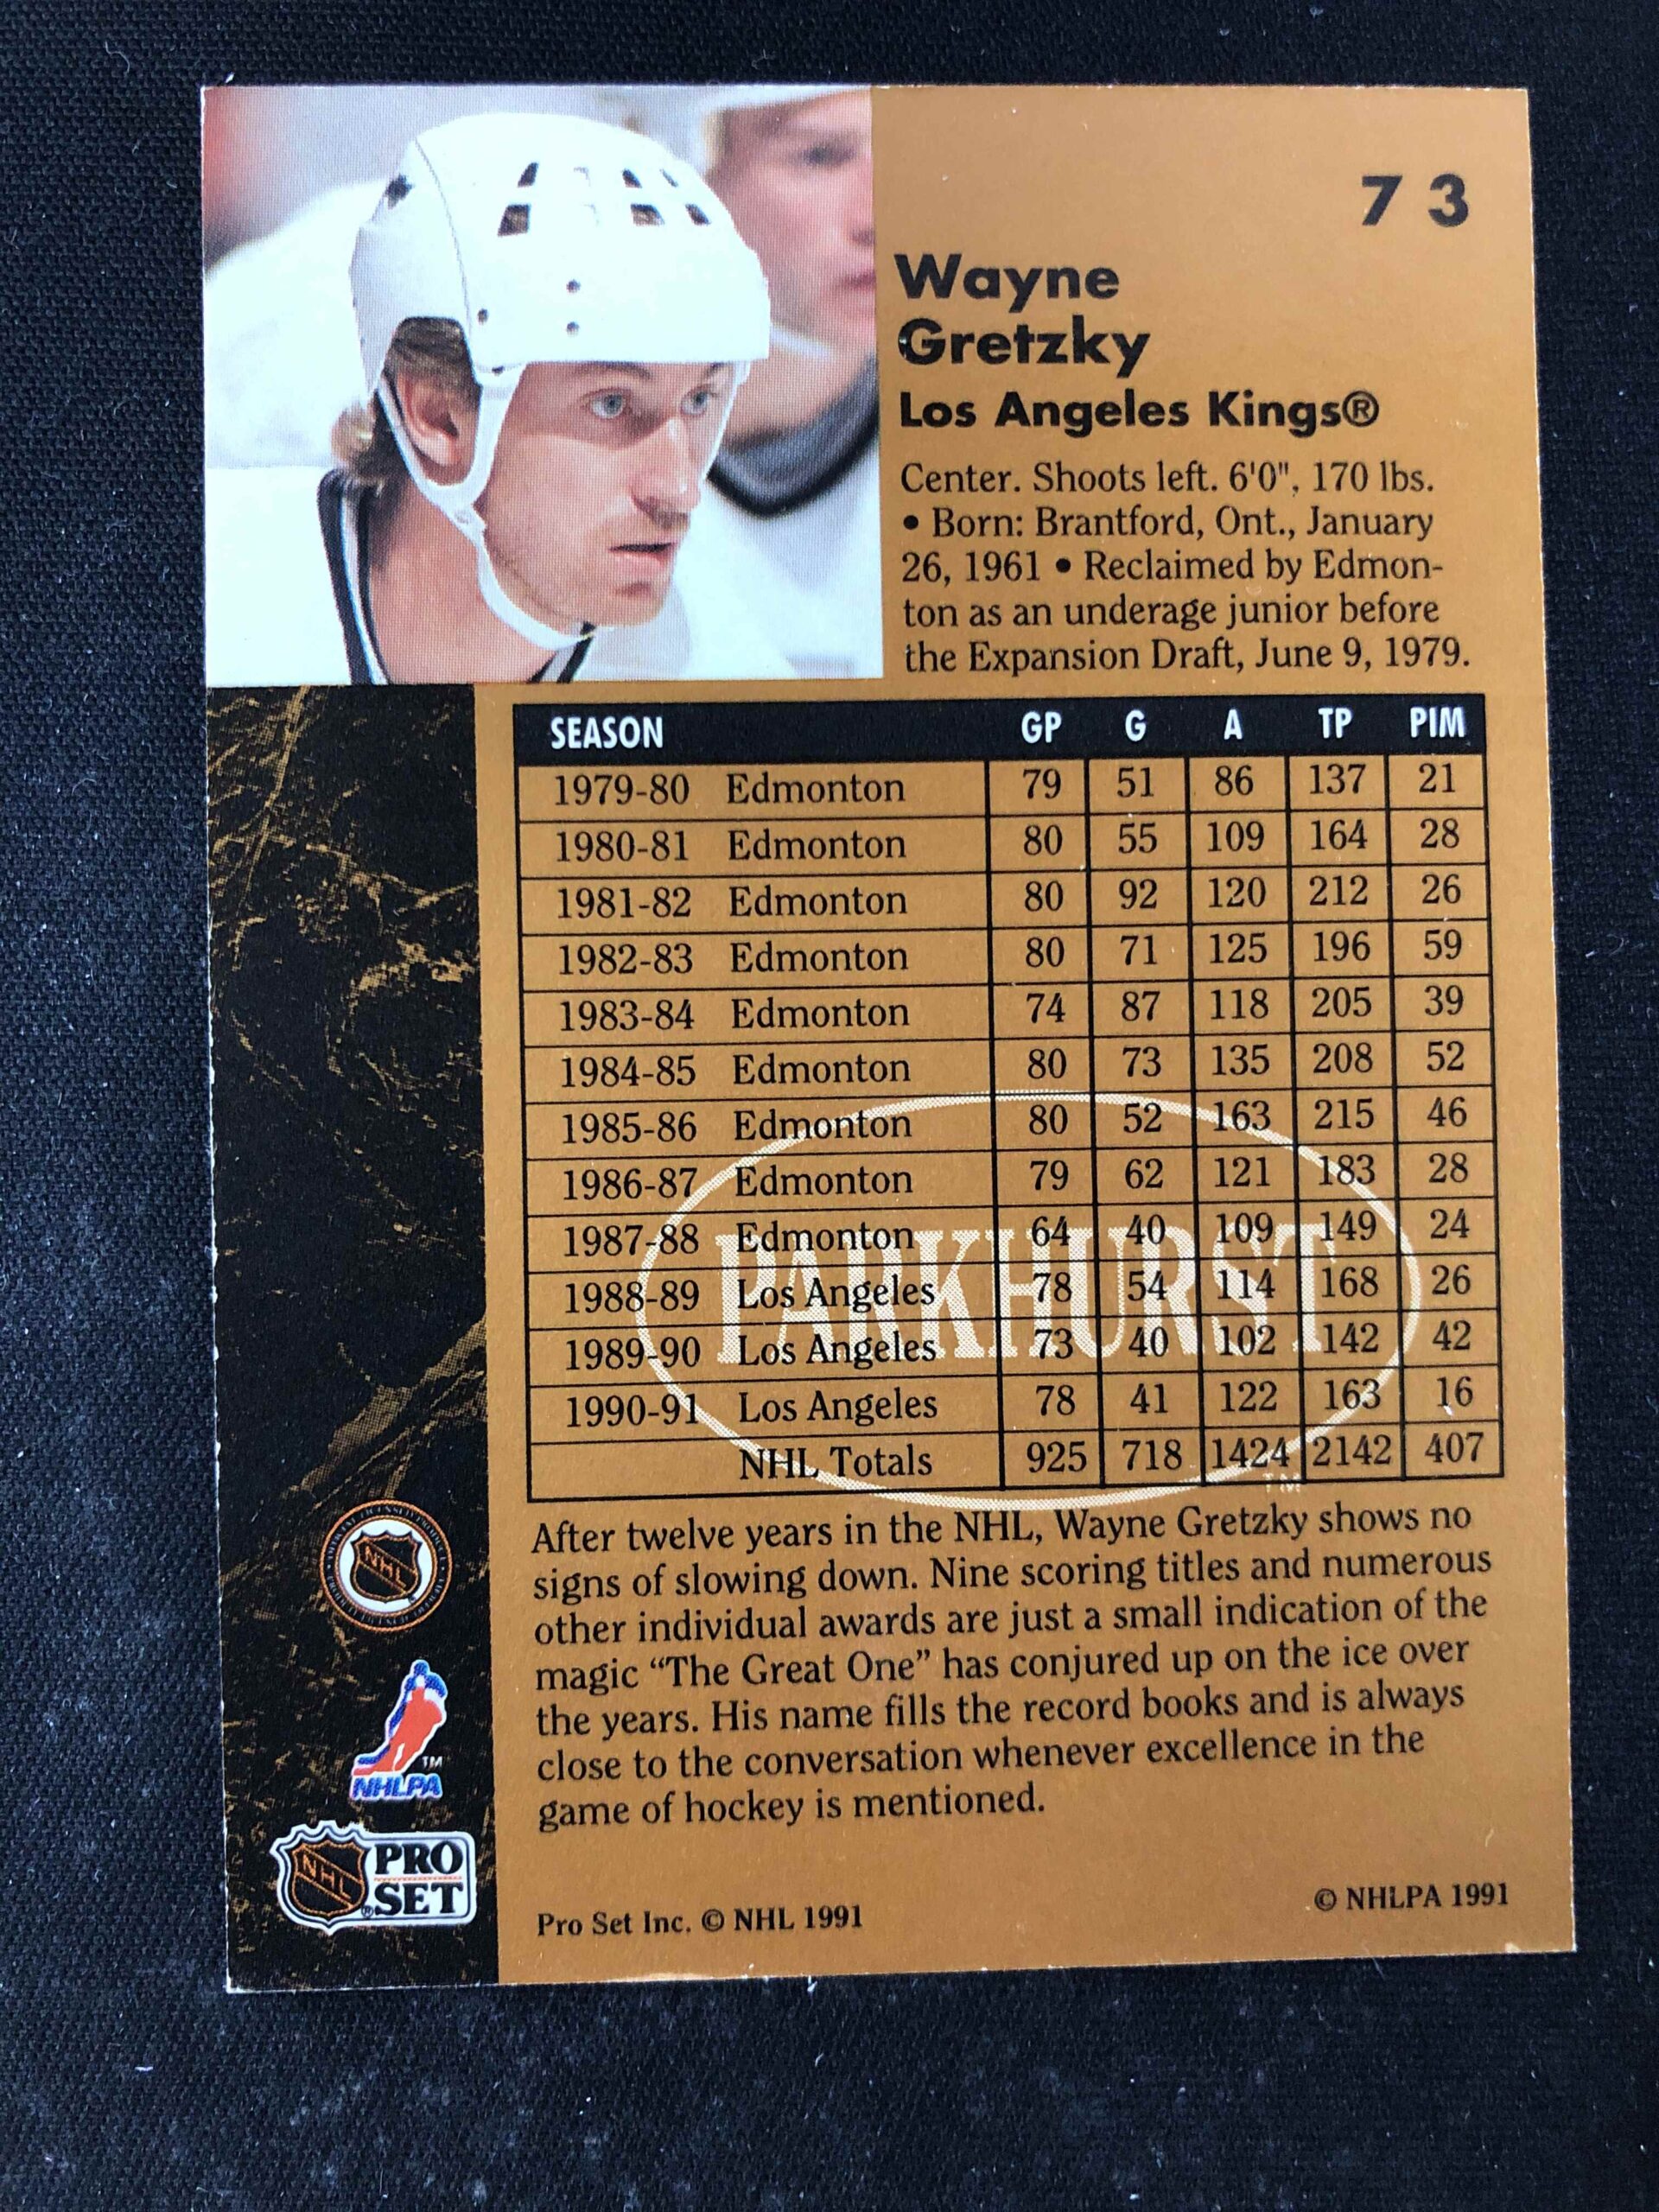 73
Wayne
Gretzky
Los Angeles Kings®
Center. Shoots left. 6'0", 170 lbs.
• Born: Brantford, Ont., January
26, 1961 • Reclaimed by Edmon-
ton as an underage junior before
the Expansion Draft, June 9, 1979.
SEASON GP G A TP PIM
1979-80 Edmonton 79 51 86 137 21
1980-81 Edmonton 80 55 109 164 28
1981-82 Edmonton 80 92 120 212 26
1982-83 Edmonton 80 71 125 196 59
1983-84 Edmonton 74 87 118 205 39
1984-85 Edmonton 80 73 135 208 52
1985-86 Edmonton 80 52 163 215 46
1986-87 Edmonton 79 62 121 183 28
1987-88 Edmonton 64 40 109 149 24
1988-89 Los Angeles 78 54 114 168 26
1989-90 Los Angeles 73 40 102 142 42
1990-91 Los Angeles 78 41 122 163 16
NHL Totals 925 718 1424 2142 407
PARKHURST
TM
After twelve years in the NHL, Wayne Gretzky shows no
signs of slowing down. Nine scoring titles and numerous
other individual awards are just a small indication of the
magic “The Great One” has conjured up on the ice over
the years. His name fills the record books and is always
close to the conversation whenever excellence in the
game of hockey is mentioned.
NHL
TM
NHLPA
NHL
PRO
®SET
Pro Set Inc. © NHL 1991
© NHLPA 1991